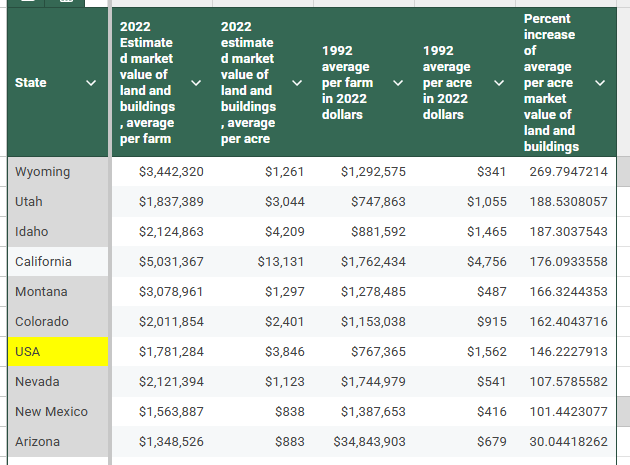 State
2022
Estimate
d market
value of
land and
buildings
, average
per farm
2022
estimate
d market
value of
land and
buildings
, average
per acre
1992
average
per farm
in 2022
dollars
1992
average
per acre
in 2022
dollars
Percent
increase
of
average
per acre
market
value of
land and
buildings
Wyoming $3,442,320 $1,261 $1,292,575 $341 269.7947214
Utah $1,837,389 $3,044 $747,863 $1,055 188.5308057
Idaho $2,124,863 $4,209 $881,592 $1,465 187.3037543
California $5,031,367 $13,131 $1,762,434 $4,756 176.0933558
Montana $3,078,961 $1,297 $1,278,485 $487 166.3244353
Colorado $2,011,854 $2,401 $1,153,038 $915 162.4043716
USA $1,781,284 $3,846 $767,365 $1,562 146.2227913
Nevada $2,121,394 $1,123 $1,744,979 $541 107.5785582
New Mexico $1,563,887 $838 $1,387,653 $416 101.4423077
Arizona $1,348,526 $883 $34,843,903 $679 30.04418262